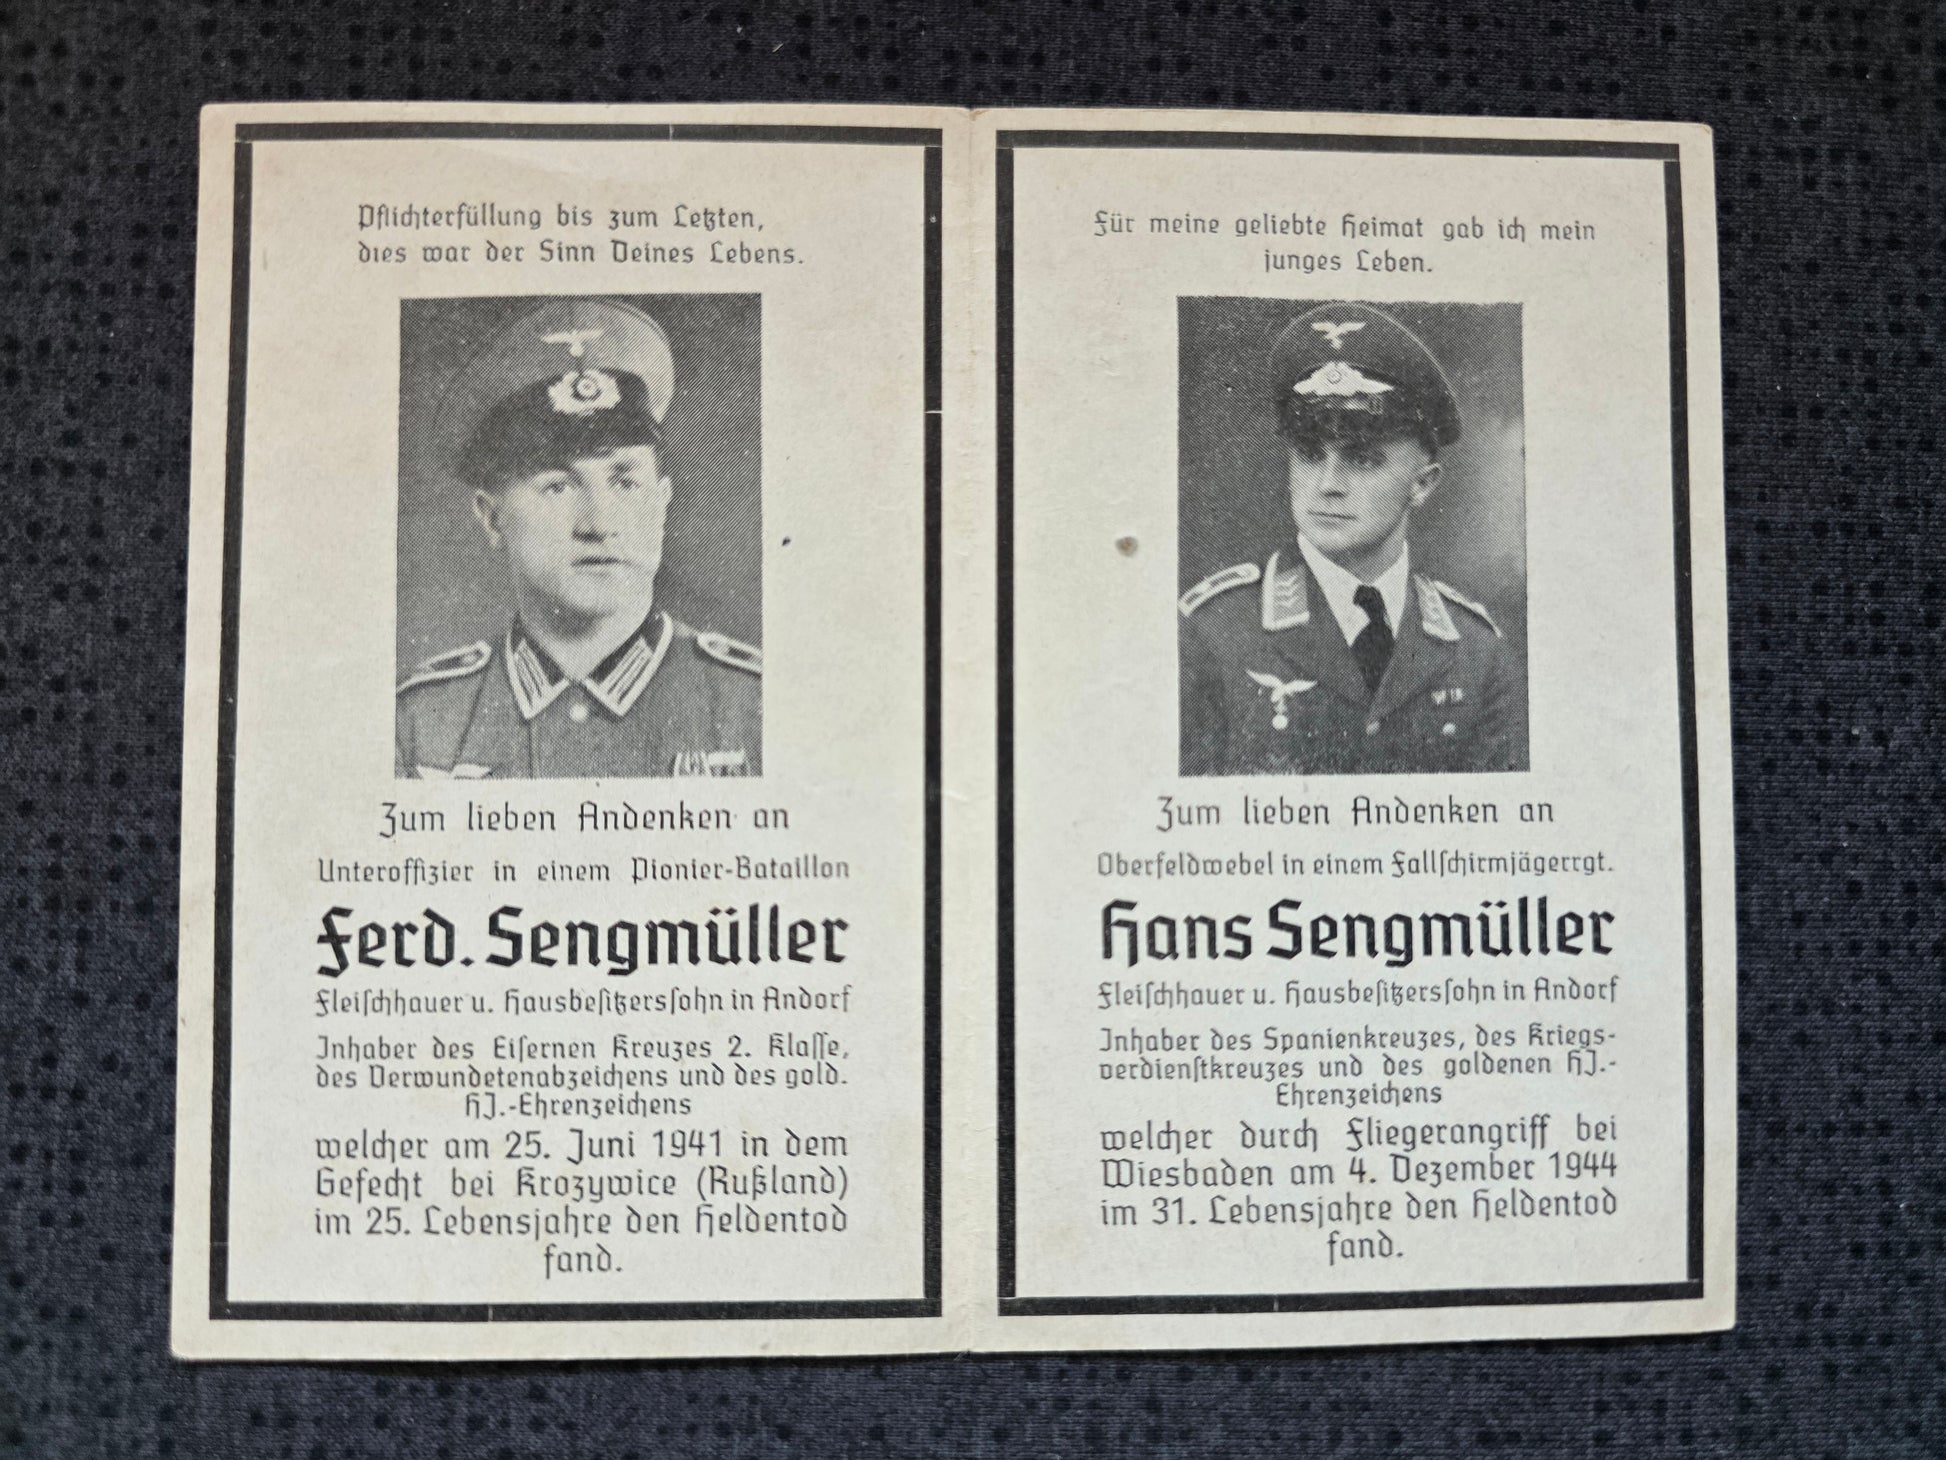 Pflichterfüllung bis zum Letzten,
dies war der Sinn Deines Lebens.
Zum lieben Andenken an
Unteroffizier in einem Pionier-Bataillon
Ferd. Sengmüller
Fleiſchhauer u. Hausbeſitzersſohn in Andorf
Inhaber des Eiſernen Kreuzes 2. Klaſſe,
des Verwundetenabzeichens und des gold.
HJ.-Ehrenzeichens
welcher am 25. Juni 1941 in dem
Gefecht bei Krozywice (Rußland)
im 25. Lebensjahre den Heldentod
fand.
Für meine geliebte Heimat gab ich mein
junges Leben.
Zum lieben Andenken an
Oberfeldwebel in einem Fallſchirmjägerrgt.
Hans Sengmüller
Fleiſchhauer u. Hausbeſitzersſohn in Andorf
Inhaber des Spanienkreuzes, des Kriegs-
verdienſtkreuzes und des goldenen HJ.-
Ehrenzeichens
welcher durch Fliegerangriff bei
Wiesbaden am 4. Dezember 1944
im 31. Lebensjahre den Heldentod
fand.